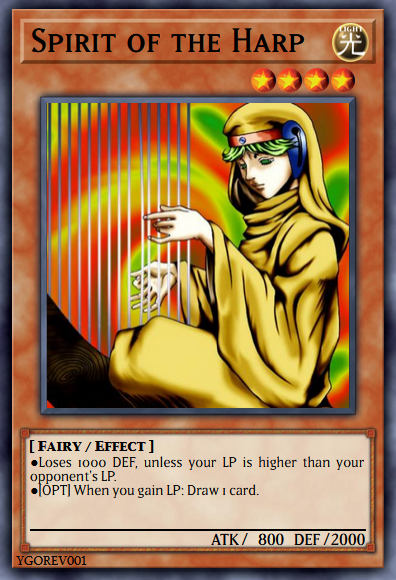 Spirit of the Harp
LIGHT
光
[ Fairy / Effect ]
●Loses 1000 DEF, unless your LP is higher than your
opponent's LP.
●[OPT] When you gain LP: Draw 1 card.
ATK/ 800 DEF/2000
YGOREV001